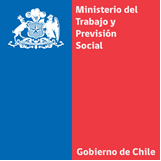 Ministerio del
Trabajo y
Previsión
Social
Gobierno de Chile